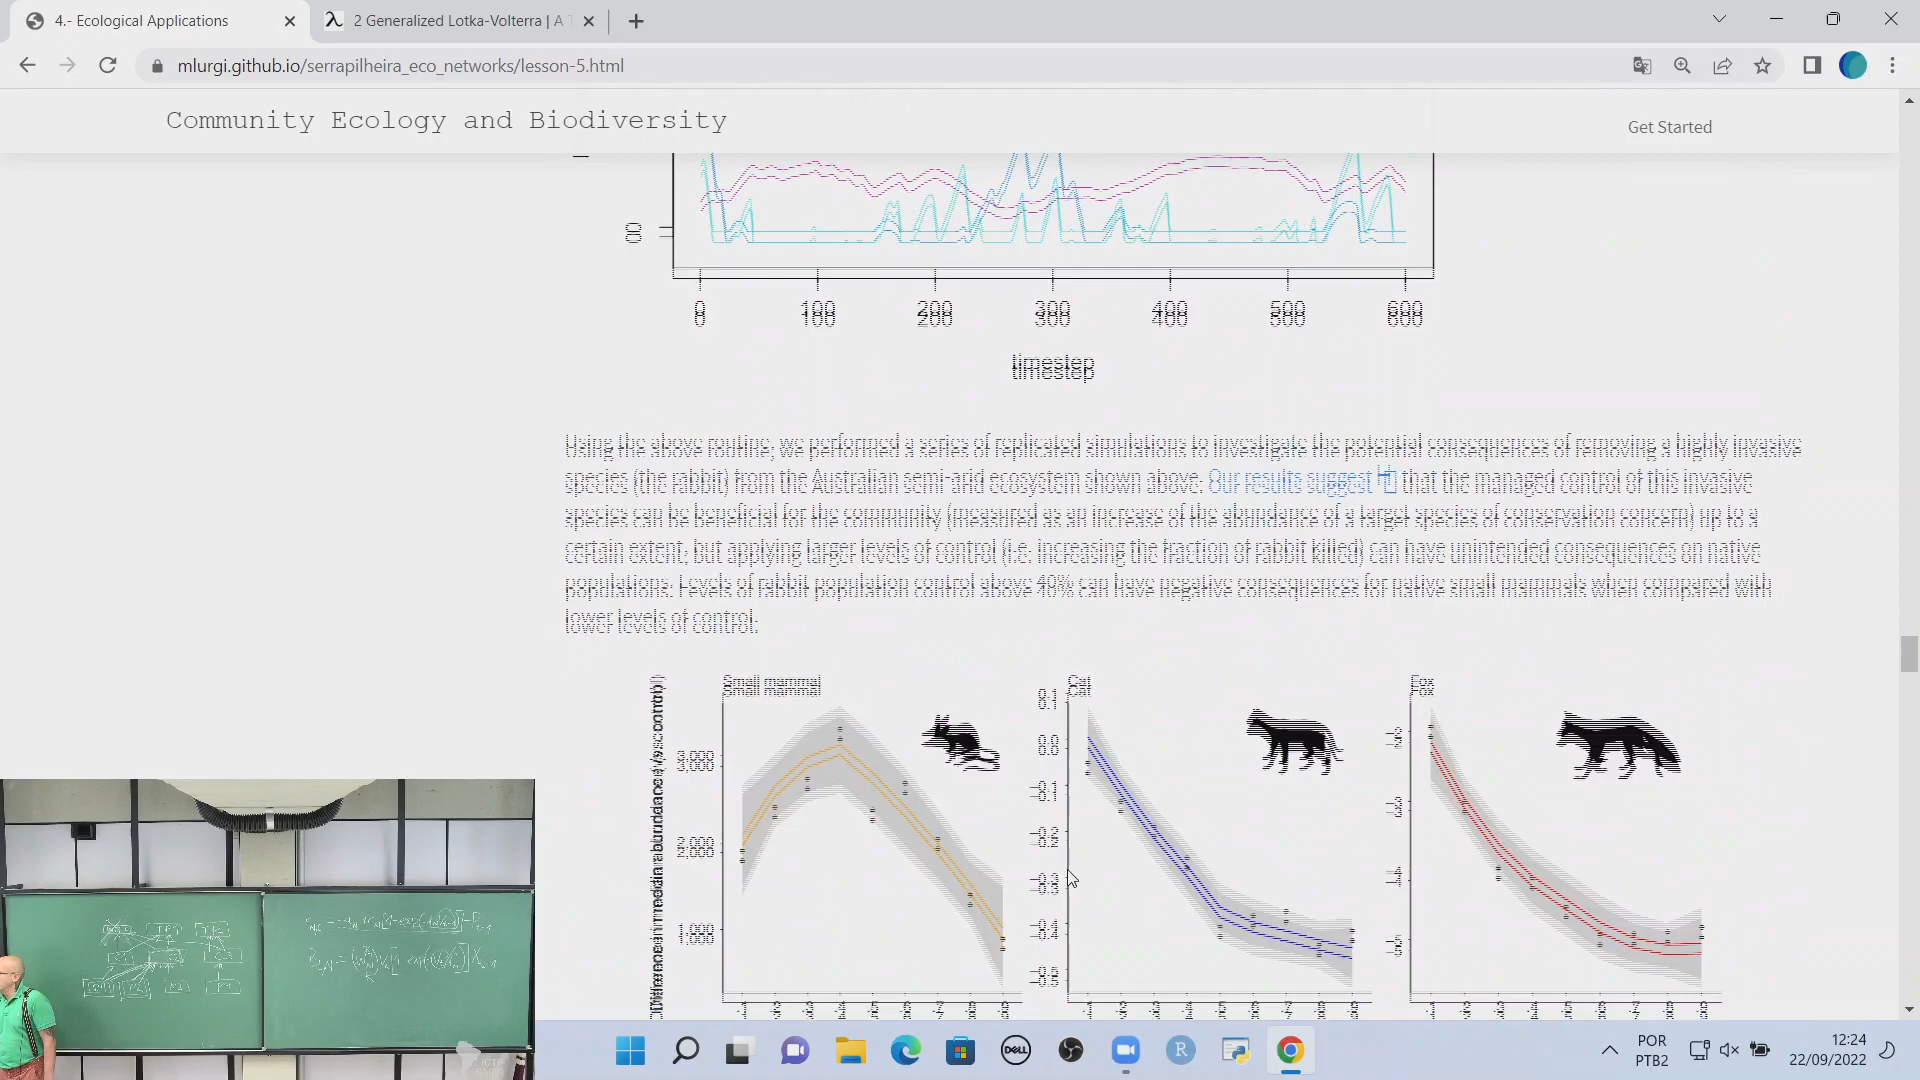 4.- Ecological Applications
2 Generalized Lotka-Volterra | A T
mlurgi.github.io/serrapilheira_eco_networks/lesson-5.html
Community Ecology and Biodiversity
Get Started
0 100 200 300 400 500 600
timestep
Using the above routine, we performed a series of replicated simulations to investigate the potential consequences of removing a highly invasive
species (the rabbit) from the Australian semi-arid ecosystem shown above. Our results suggest that the managed control of this invasive
species can be beneficial for the community (measured as an increase of the abundance of a target species of conservation concern) up to a
certain extent, but applying larger levels of control (i.e. increasing the fraction of rabbit killed) can have unintended consequences on native
populations. Levels of rabbit population control above 40% can have negative consequences for native small mammals when compared with
lower levels of control.
Difference in median abundance (vs control)
Small mammal
3,000
2,000
1,000
Cat
0.1
0.0
-0.1
-0.2
-0.3
-0.4
-0.5
Fox
POR
PTB2
12:24
22/09/2022
DELL
R